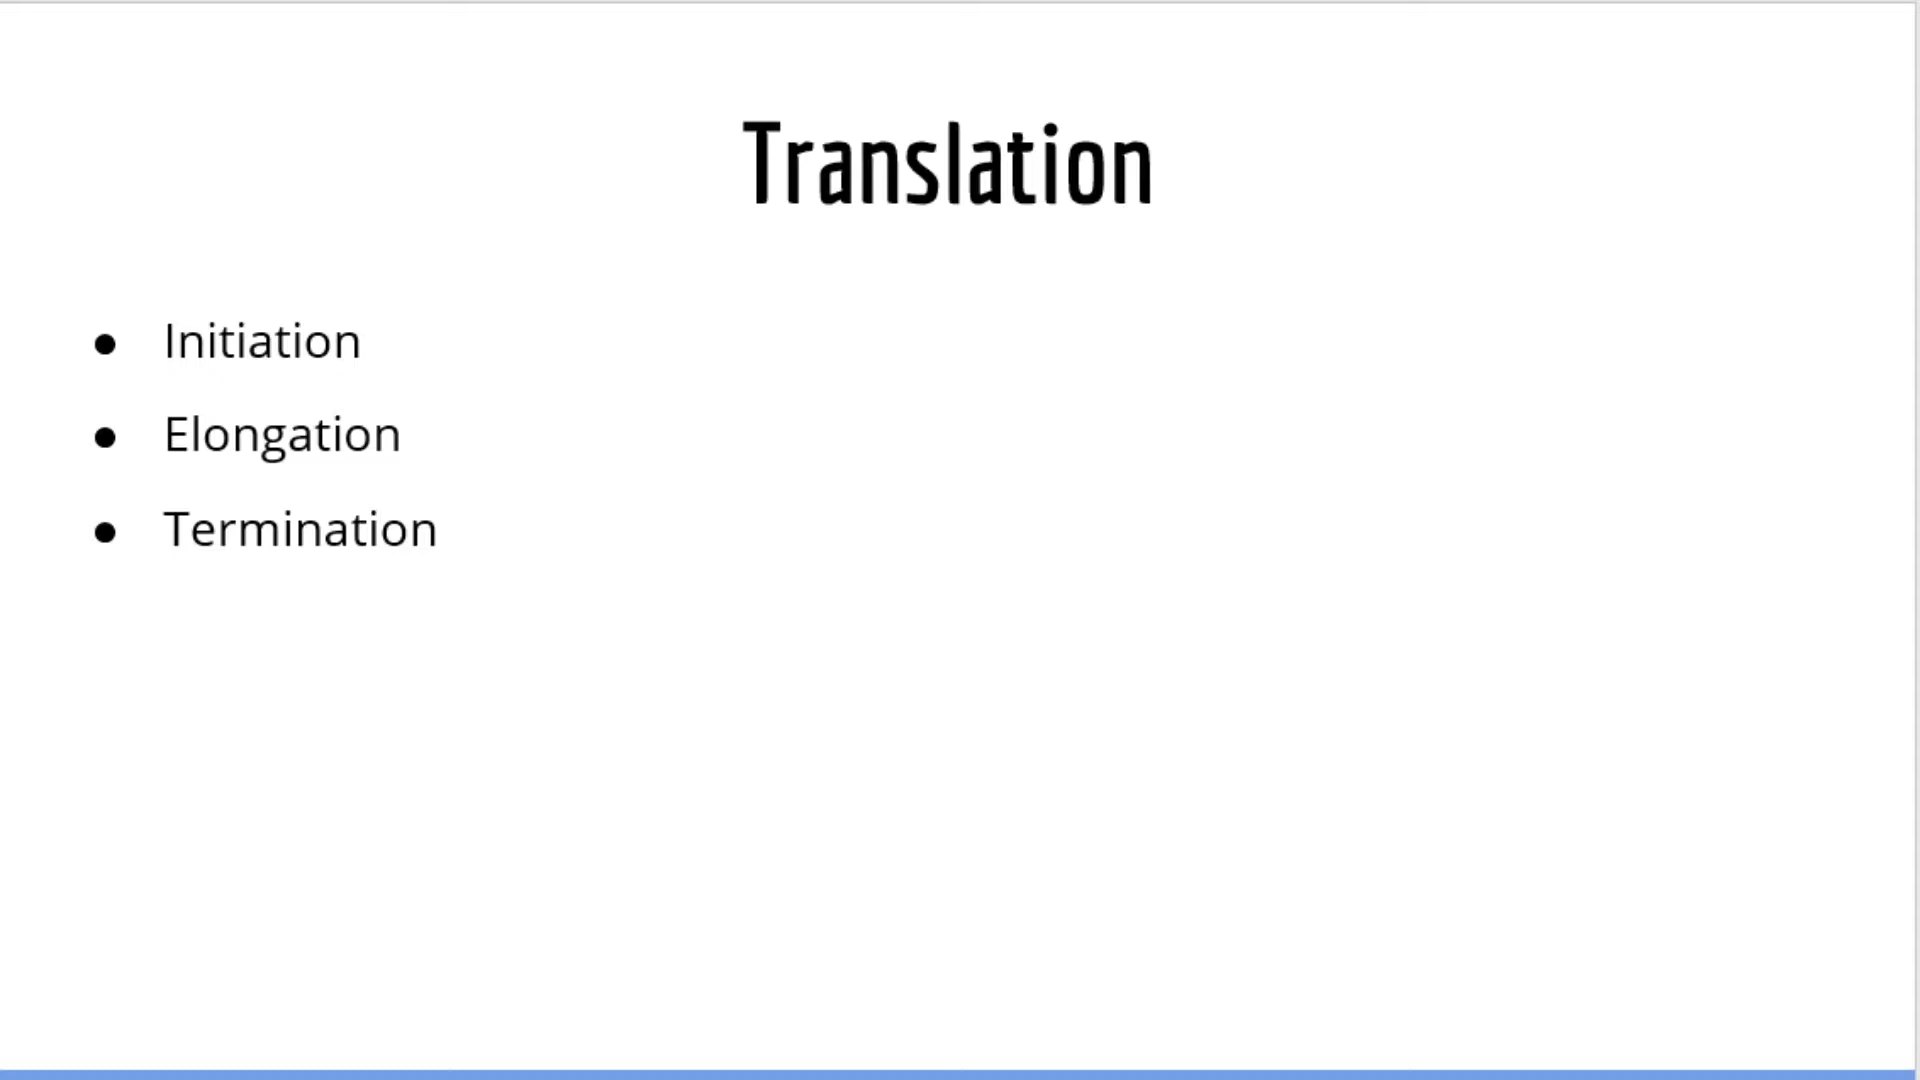 Translation
● Initiation
● Elongation
● Termination